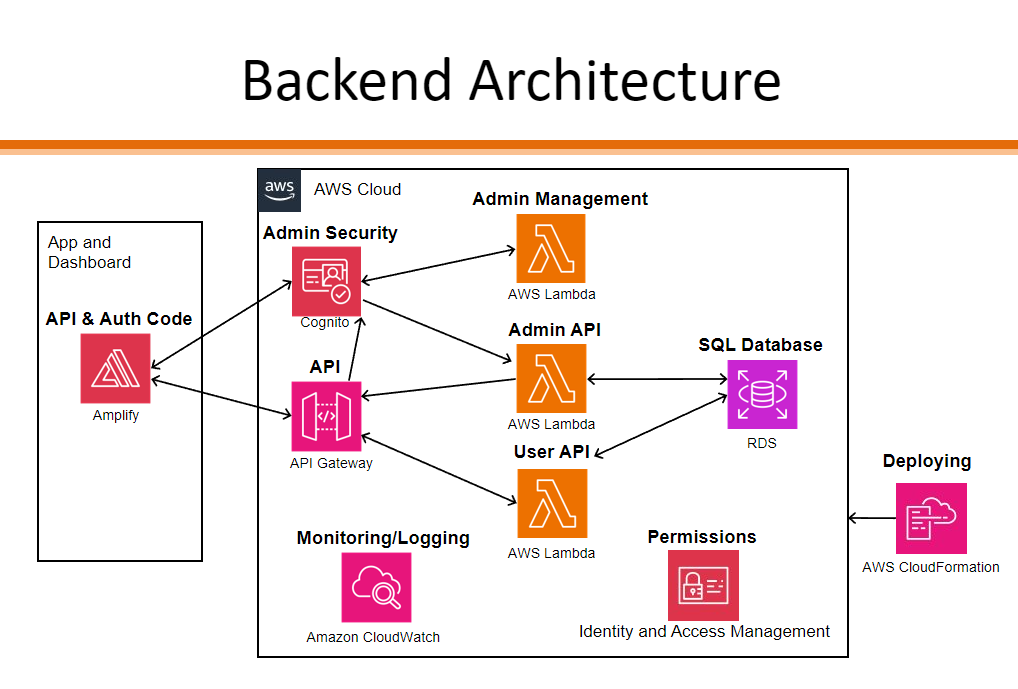 Backend Architecture
aws
AWS Cloud
App and
Dashboard
API & Auth Code
Amplify
Admin Security
Cognito
API
API Gateway
Admin Management
AWS Lambda
Admin API
AWS Lambda
User API
AWS Lambda
SQL Database
RDS
Monitoring/Logging
Amazon CloudWatch
Permissions
Identity and Access Management
Deploying
AWS CloudFormation